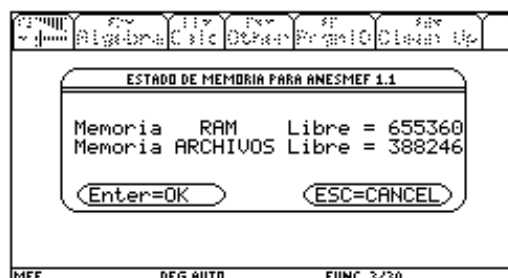 Algebra Calc Other PrgmIO Clean Up
ESTADO DE MEMORIA PARA ANESMEF 1.1
Memoria RAM Libre = 655360
Memoria ARCHIVOS Libre = 388246
Enter=OK ESC=CANCEL
MEF DEG AUTO FUNC 3/30